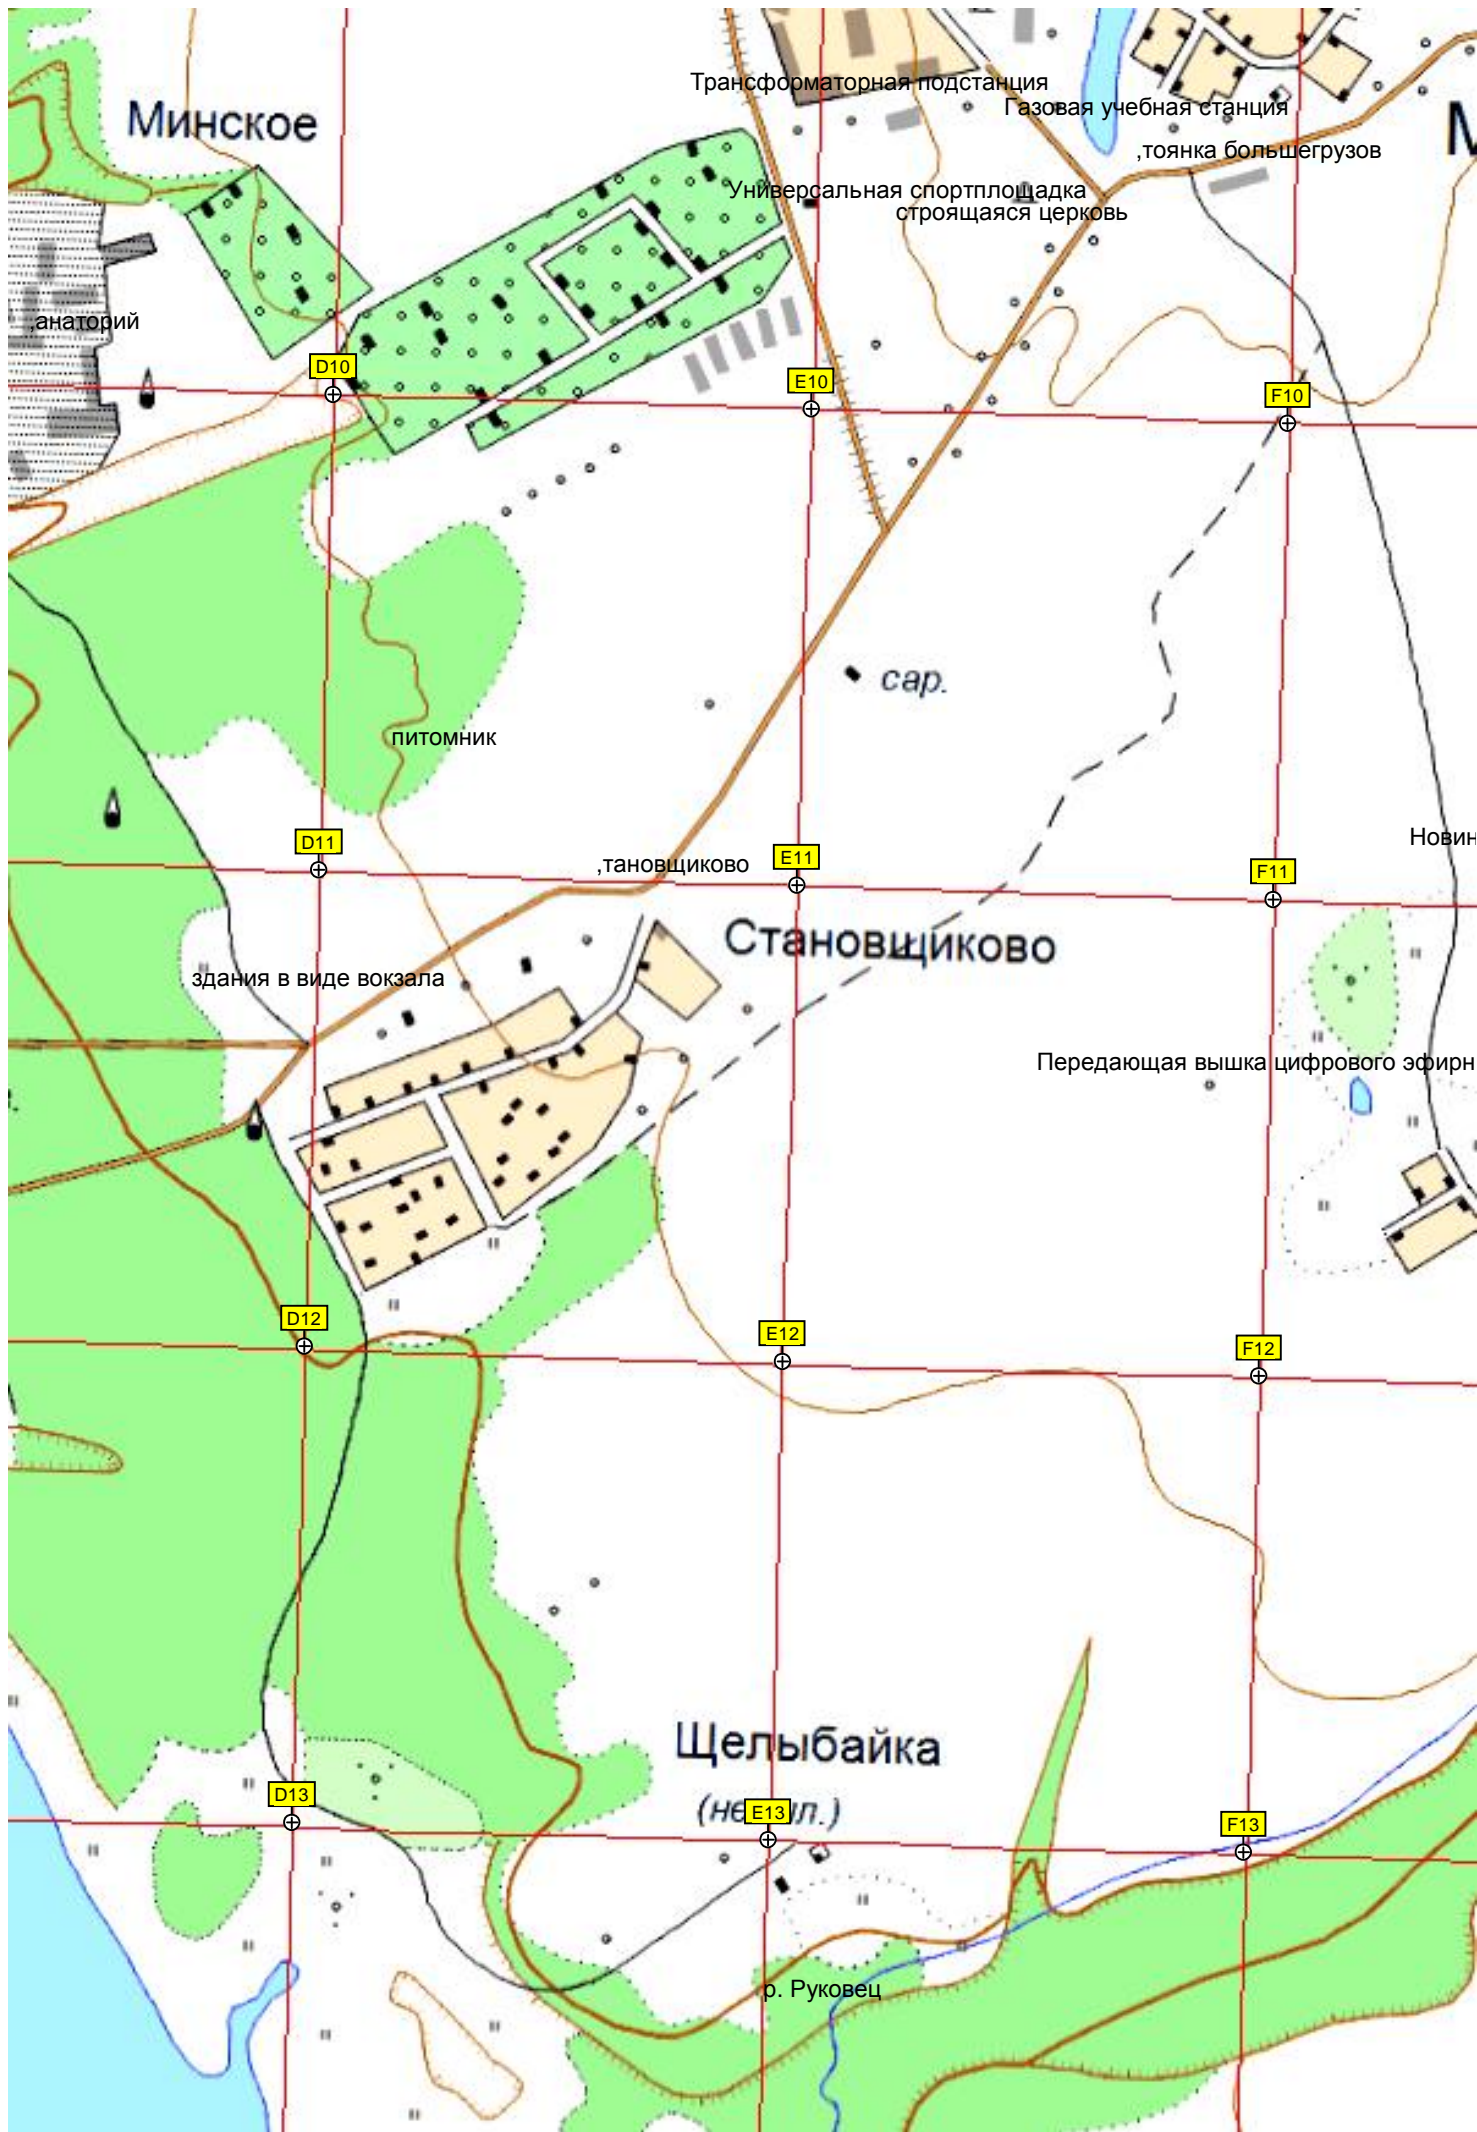 Трансформаторная подстанция
Газовая учебная станция
Минское
М
,тоянка большегрузов
Универсальная спортплощадка
строящаяся церковь
,анаторий
D10
E10
F10
сар.
питомник
D11
,тановщиково
E11
F11
Новин
Становщиково
здания в виде вокзала
Передающая вышка цифрового эфирн
D12
E12
F12
Щелыбайка
D13
E13
F13
р. Руковец